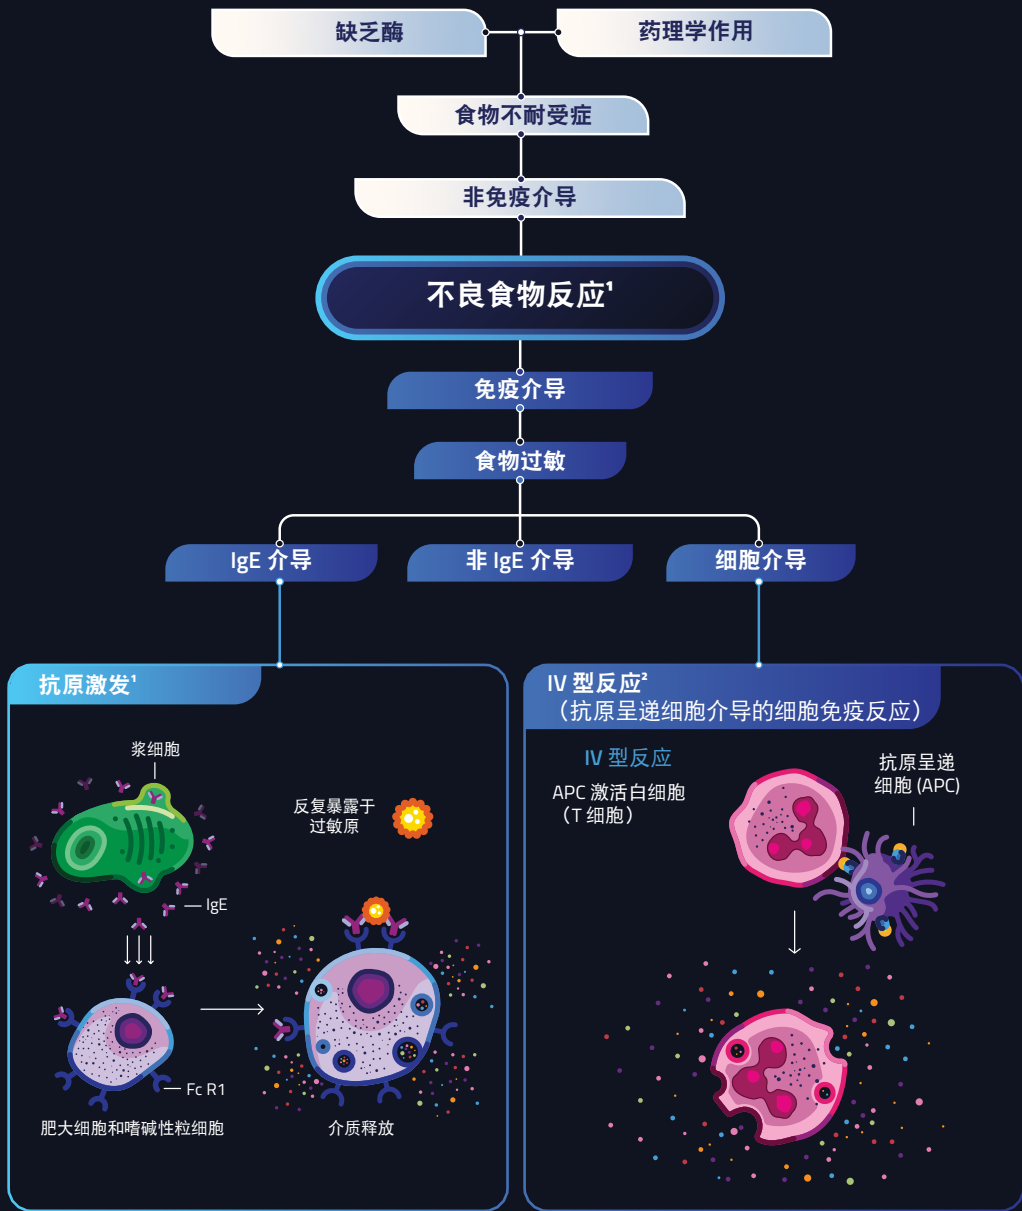 缺乏酶
药理学作用
食物不耐受症
非免疫介导
不良食物反应¹
免疫介导
食物过敏
IgE 介导
非 IgE 介导
细胞介导
抗原激发¹
浆细胞
反复暴露于
过敏原
IgE
Fc R1
肥大细胞和嗜碱性粒细胞
介质释放
IV 型反应²
（抗原呈递细胞介导的细胞免疫反应）
IV 型反应
APC 激活白细胞
（T 细胞）
抗原呈递
细胞 (APC)